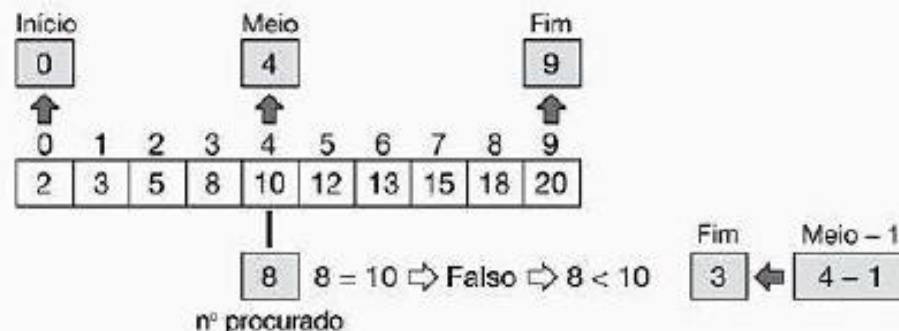 Início Meio Fim
0 4 9
0 1 2 3 4 5 6 7 8 9
2 3 5 8 10 12 13 15 18 20
Fim Meio – 1
8 8 = 10 ⇨ Falso ⇨ 8 < 10 3 4 – 1
nº procurado